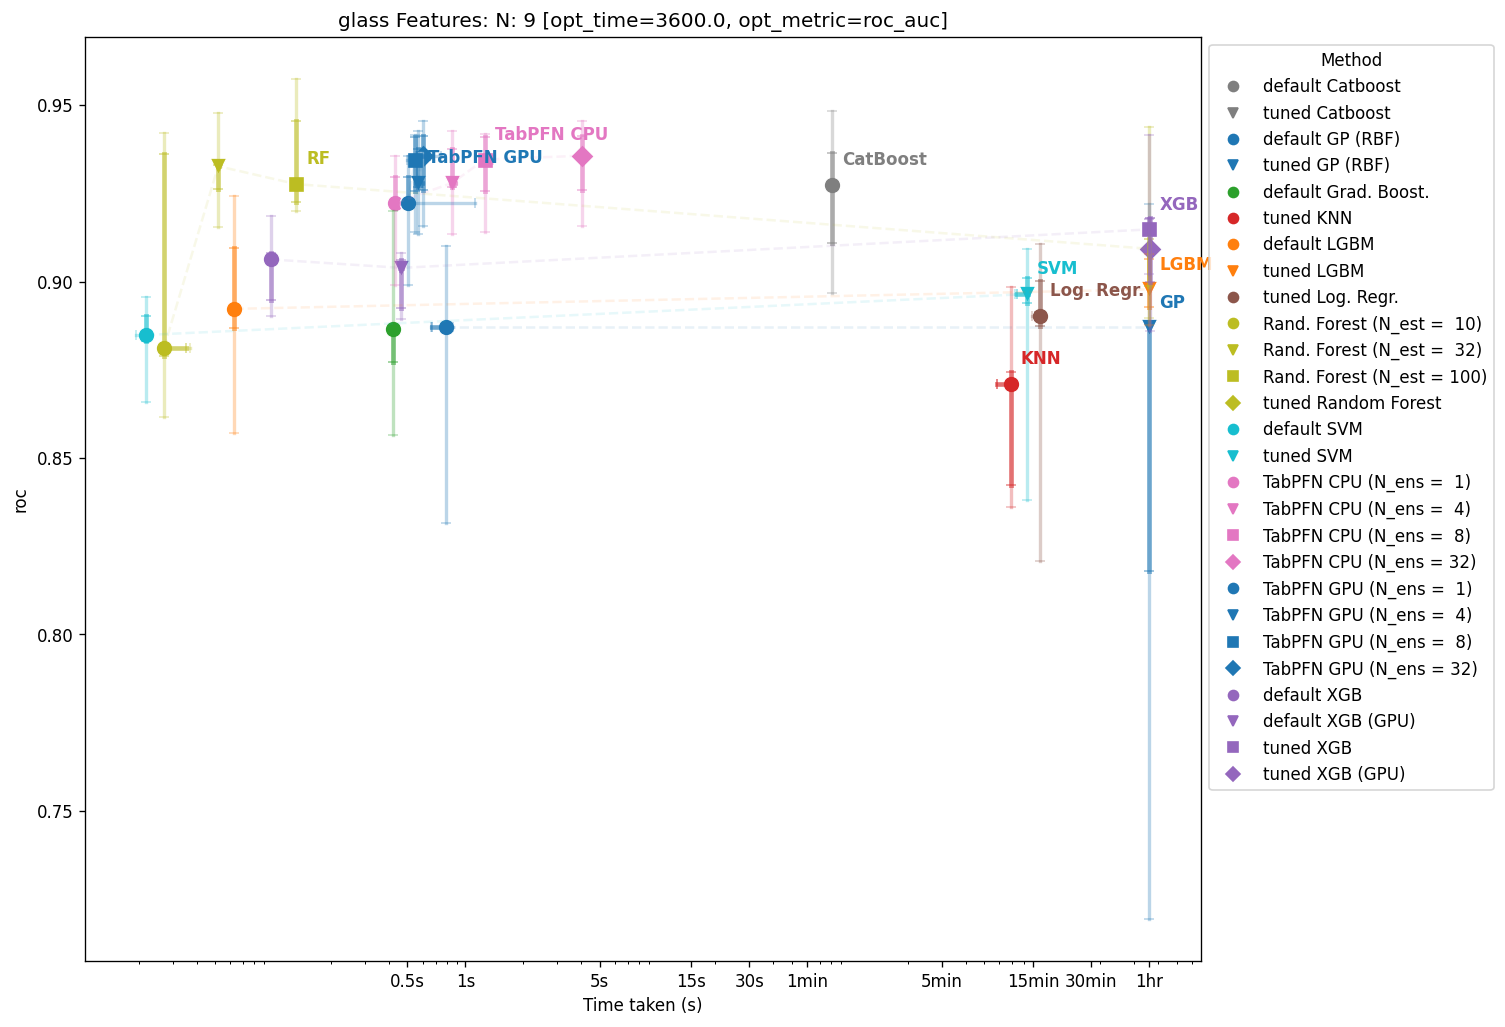 glass Features: N: 9 [opt_time=3600.0, opt_metric=roc_auc]
0.95
0.90
0.85
0.80
0.75
roc
RF
TabPFN CPU
TabPFN GPU
CatBoost
XGB
SVM
LGBM
Log. Regr.
GP
KNN
0.5s 1s 5s 15s 30s 1min 5min 15min 30min 1hr
Time taken (s)
Method
default Catboost
tuned Catboost
default GP (RBF)
tuned GP (RBF)
default Grad. Boost.
tuned KNN
default LGBM
tuned LGBM
tuned Log. Regr.
Rand. Forest (N_est =  10)
Rand. Forest (N_est =  32)
Rand. Forest (N_est = 100)
tuned Random Forest
default SVM
tuned SVM
TabPFN CPU (N_ens =  1)
TabPFN CPU (N_ens =  4)
TabPFN CPU (N_ens =  8)
TabPFN CPU (N_ens = 32)
TabPFN GPU (N_ens =  1)
TabPFN GPU (N_ens =  4)
TabPFN GPU (N_ens =  8)
TabPFN GPU (N_ens = 32)
default XGB
default XGB (GPU)
tuned XGB
tuned XGB (GPU)